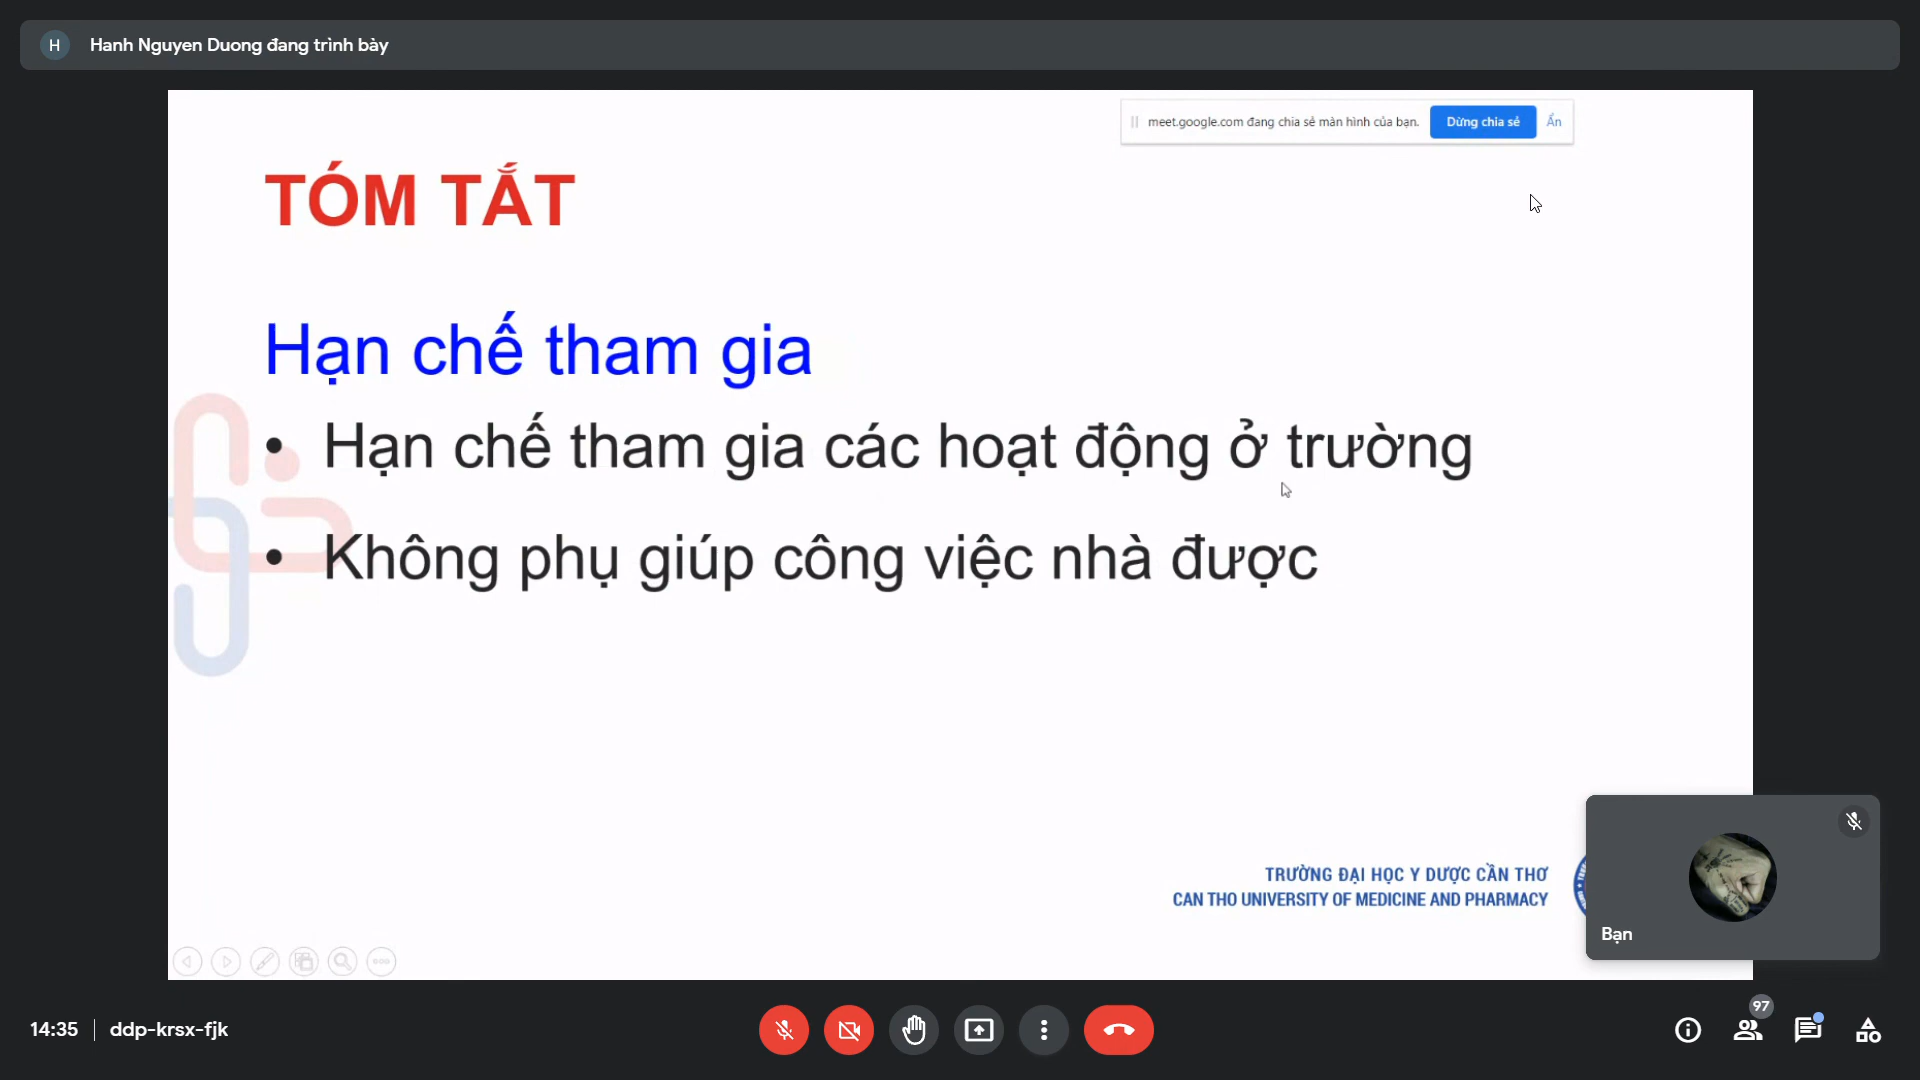 H Hanh Nguyen Duong đang trình bày
meet.google.com đang chia sẻ màn hình của bạn. Dừng chia sẻ Ẩn
TÓM TẮT
Hạn chế tham gia
• Hạn chế tham gia các hoạt động ở trường
• Không phụ giúp công việc nhà được
TRƯỜNG ĐẠI HỌC Y DƯỢC CẦN THƠ
CAN THO UNIVERSITY OF MEDICINE AND PHARMACY
Bạn
14:35 | ddp-krsx-fjk
97